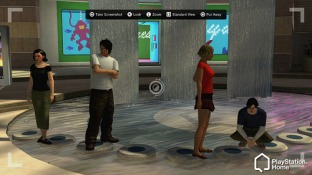 Take Screenshot Look Zoom Standard View Put Away
PlayStation
Home